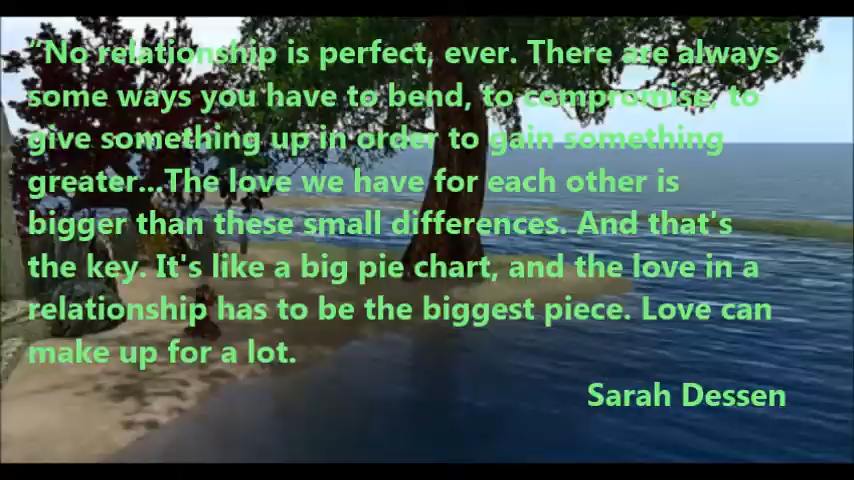 “No relationship is perfect, ever. There are always
some ways you have to bend, to compromise, to
give something up in order to gain something
greater...The love we have for each other is
bigger than these small differences. And that's
the key. It's like a big pie chart, and the love in a
relationship has to be the biggest piece. Love can
make up for a lot.
Sarah Dessen